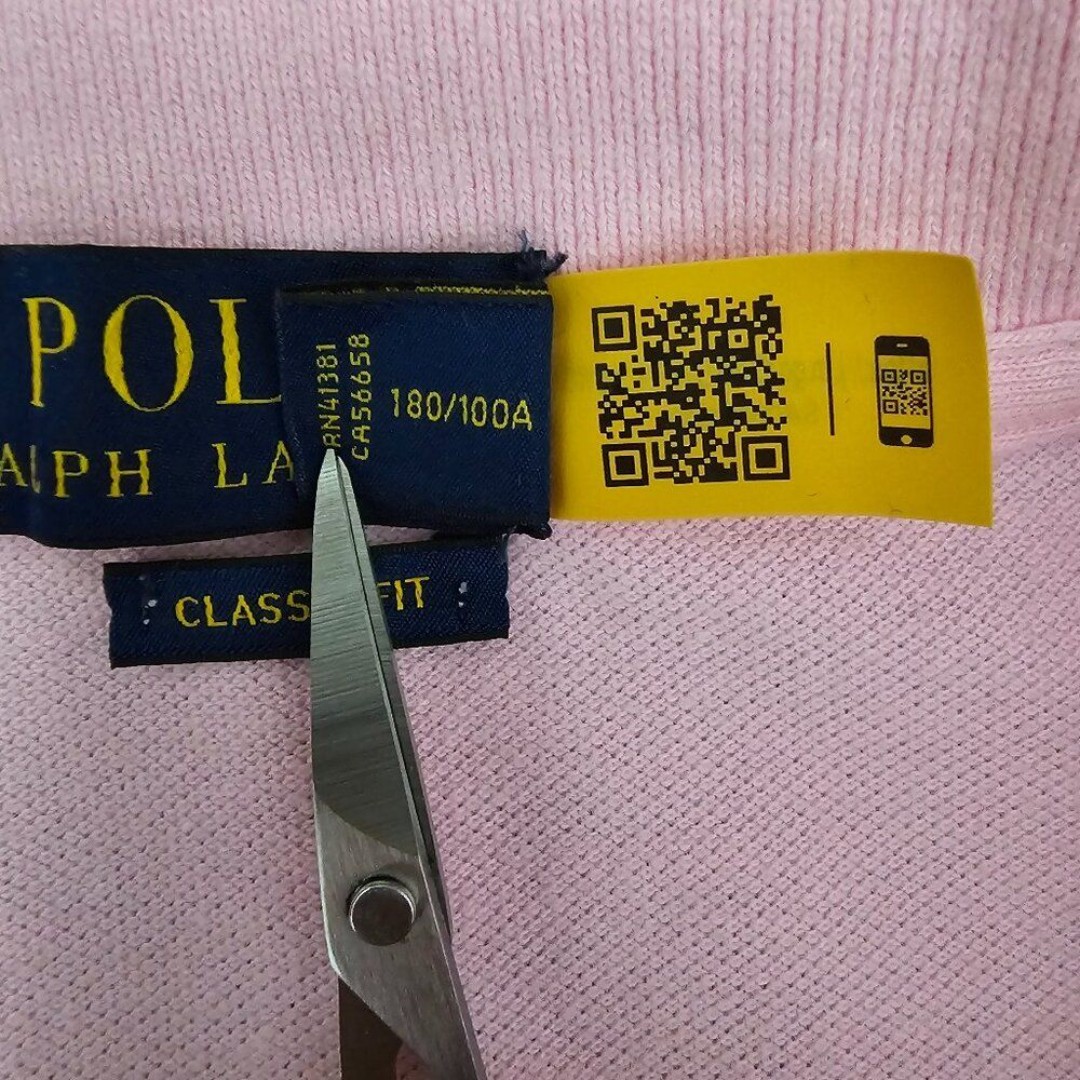 POL
ALPH LA
RN41381
CA56658
180/100A
CLASS FIT